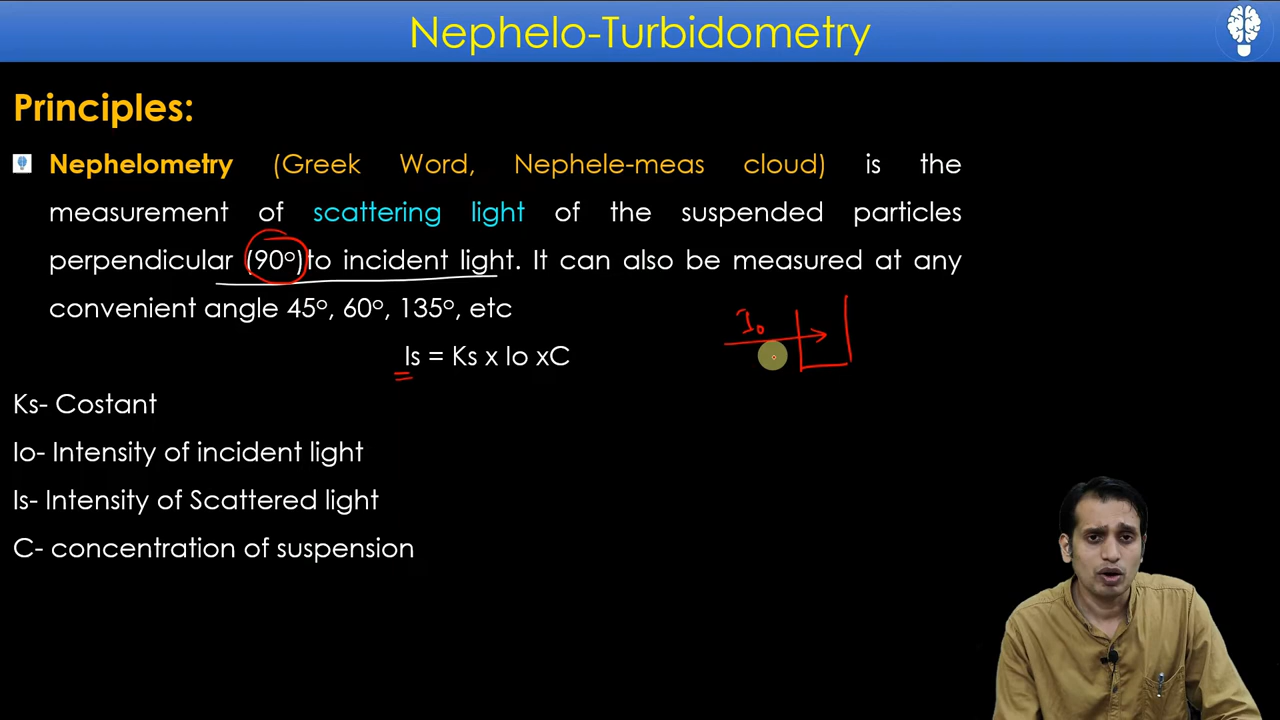 Nephelo-Turbidometry
Principles:
Nephelometry (Greek Word, Nephele-meas cloud) is the
measurement of scattering light of the suspended particles
perpendicular (90°)to incident light. It can also be measured at any
convenient angle 45°, 60°, 135°, etc
I₀
Is = Ks x Io xC
Ks- Costant
Io- Intensity of incident light
Is- Intensity of Scattered light
C- concentration of suspension